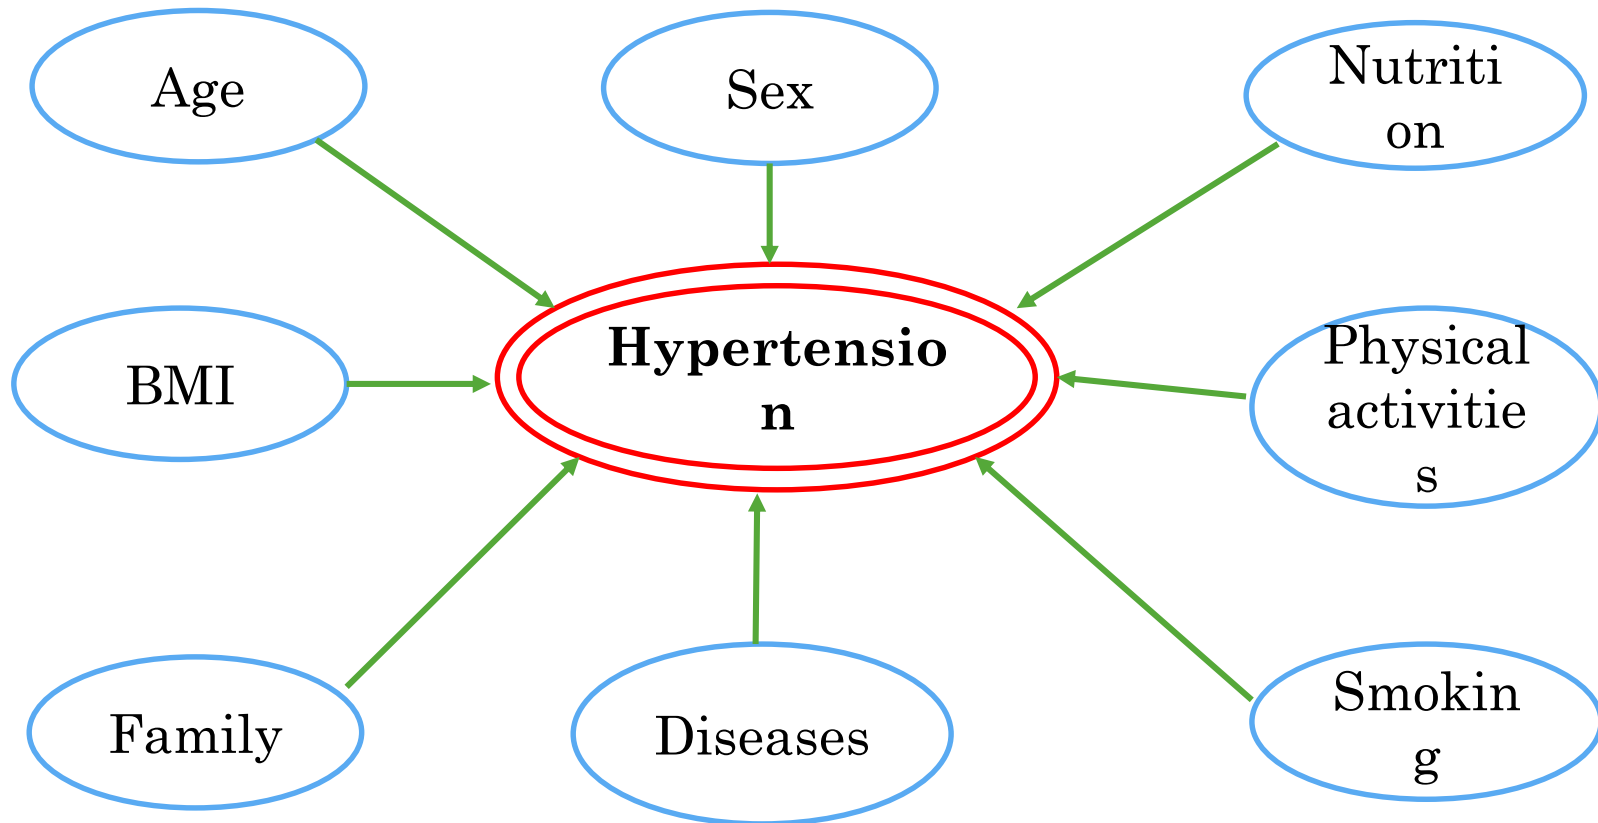 Age
Sex
Nutriti
on
BMI
Hypertensio
n
Physical
activitie
s
Family
Diseases
Smokin
g